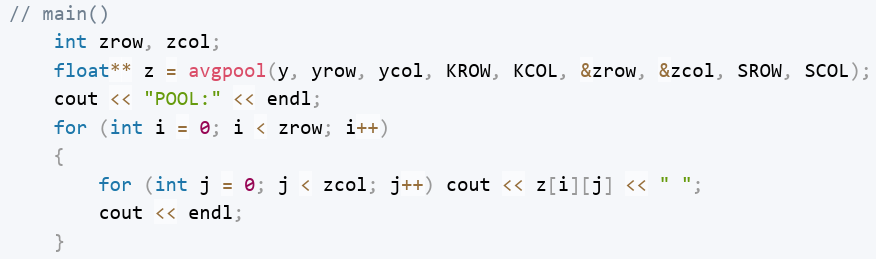 // main()
    int zrow, zcol;
    float** z = avgpool(y, yrow, ycol, KROW, KCOL, &zrow, &zcol, SROW, SCOL);
    cout << "POOL:" << endl;
    for (int i = 0; i < zrow; i++)
    {
        for (int j = 0; j < zcol; j++) cout << z[i][j] << " ";
        cout << endl;
    }